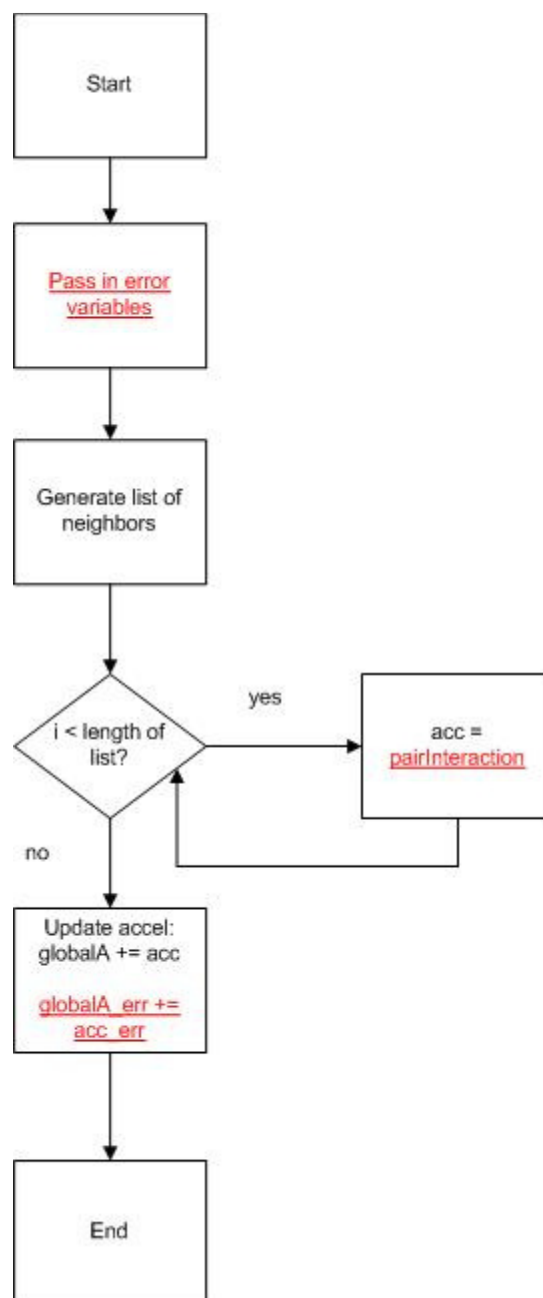 Start
Pass in error
variables
Generate list of
neighbors
i < length of
list?
yes
acc =
pairInteraction
no
Update accel:
globalA += acc
globalA_err +=
acc_err
End